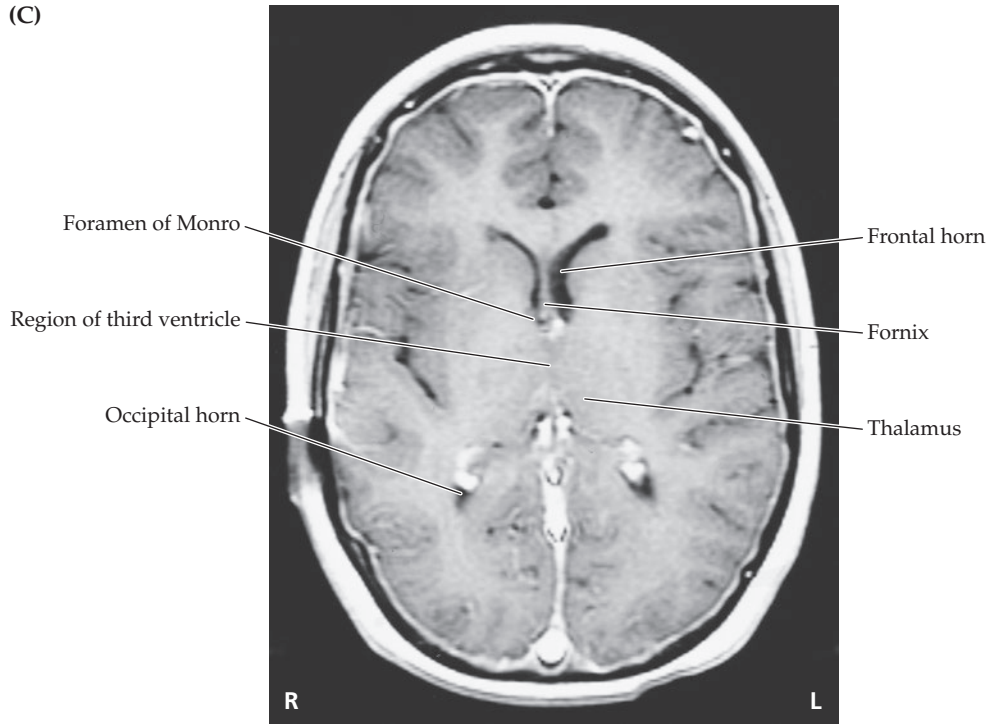 (C)
Foramen of Monro
Frontal horn
Region of third ventricle
Fornix
Occipital horn
Thalamus
R
L